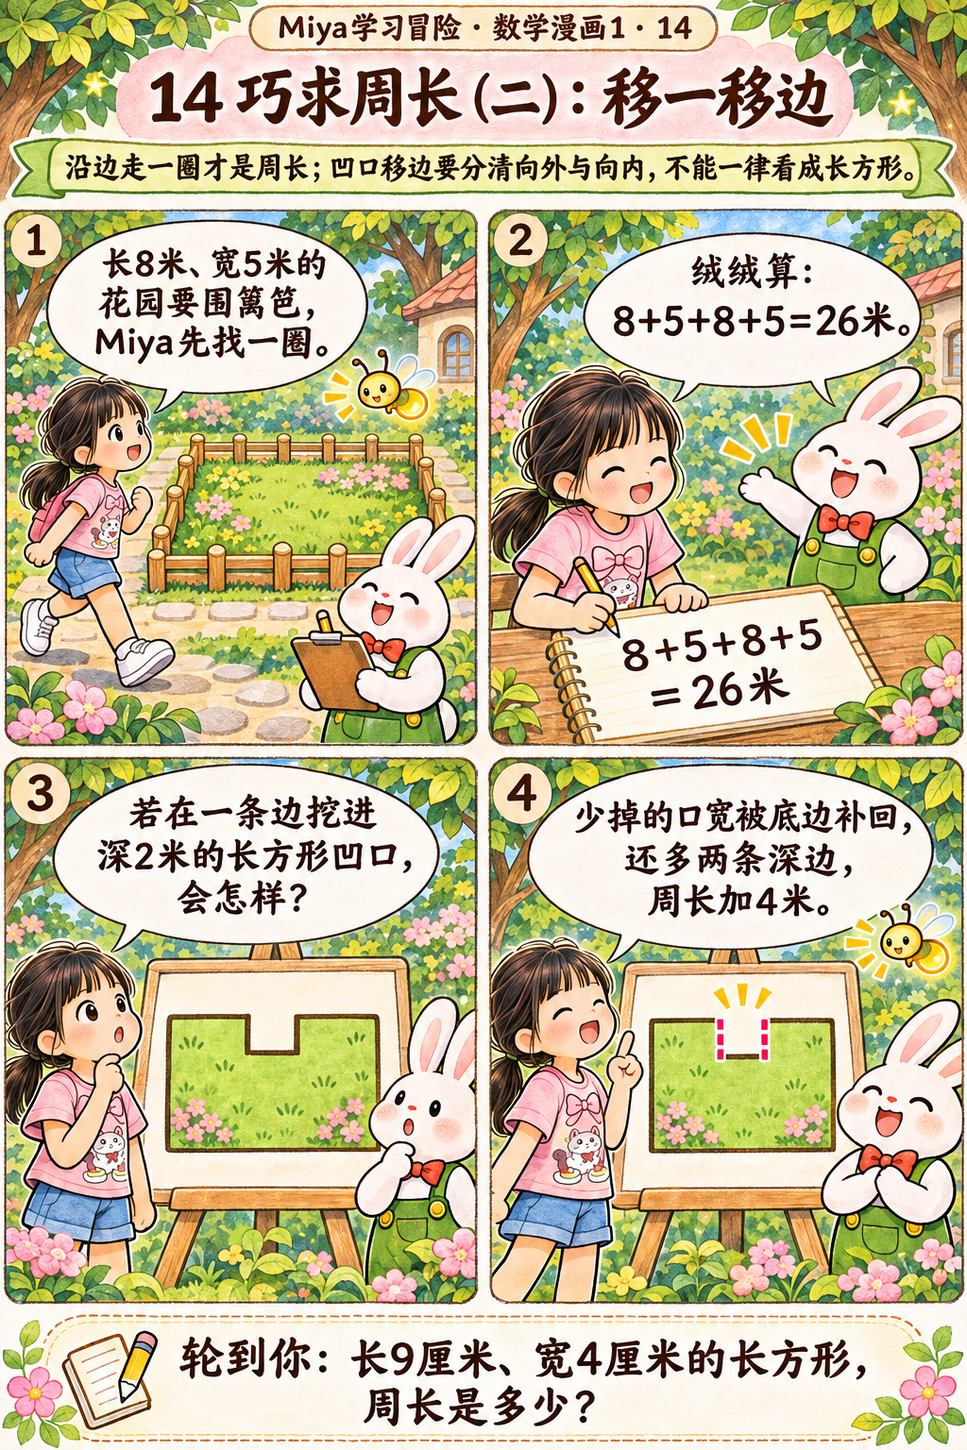 Miya学习冒险·数学漫画1·14
14 巧求周长(二)：移一移边
沿边走一圈才是周长；凹口移边要分清向外与向内，不能一律看成长方形。
1
长8米、宽5米的
花园要围篱笆，
Miya先找一圈。
2
绒绒算：
8+5+8+5=26米。
8+5+8+5
=26米
3
若在一条边挖进
深2米的长方形凹口，
会怎样？
4
少掉的口宽被底边补回，
还多两条深边，
周长加4米。
轮到你：长9厘米、宽4厘米的长方形，
周长是多少？